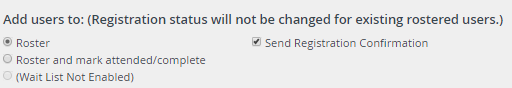 Add users to: (Registration status will not be changed for existing rostered users.)
Roster
Send Registration Confirmation
Roster and mark attended/complete
(Wait List Not Enabled)